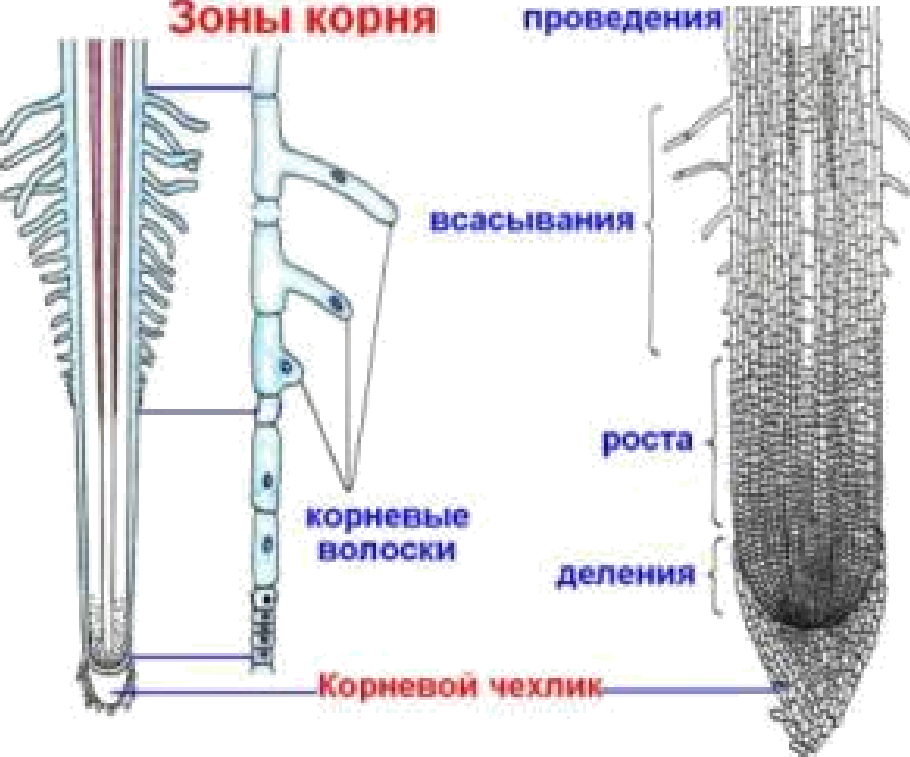 Зоны корня
проведения
всасывания
роста
корневые
волоски
деления
Корневой чехлик